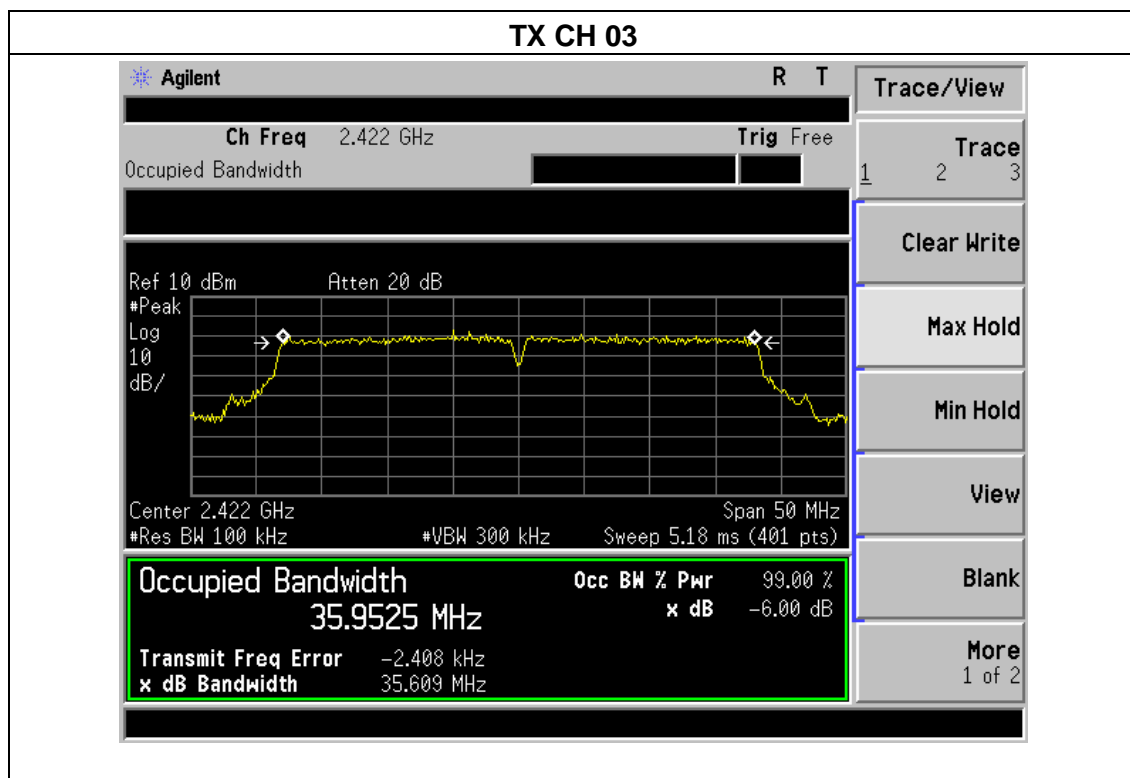 TX CH 03
Agilent R T
Trace/View
Ch Freq 2.422 GHz Trig Free
Occupied Bandwidth
Trace
1 2 3
Clear Write
Ref 10 dBm Atten 20 dB
#Peak
Log
10
dB/
Max Hold
Min Hold
View
Center 2.422 GHz Span 50 MHz
#Res BW 100 kHz #VBW 300 kHz Sweep 5.18 ms (401 pts)
Occupied Bandwidth Occ BW % Pwr 99.00 %
35.9525 MHz x dB -6.00 dB
Blank
Transmit Freq Error -2.408 kHz
x dB Bandwidth 35.609 MHz
More
1 of 2